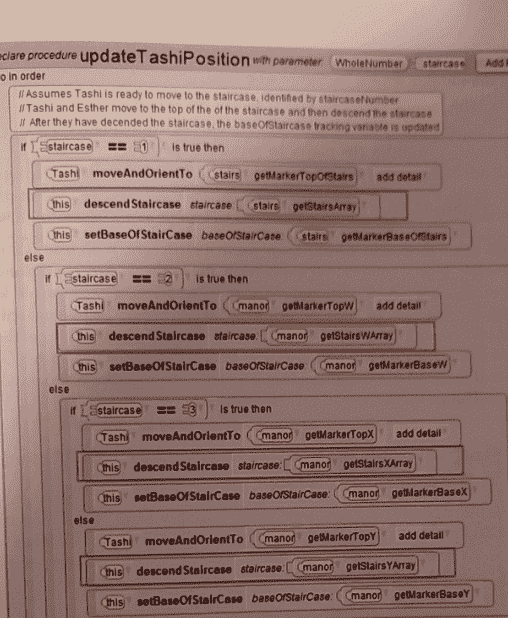 eclare procedure updateTashiPosition with parameter: WholeNumber staircase Add
o in order
// Assumes Tashi is ready to move to the staircase, identified by staircaseNumber
//Tashi and Esther move to the top of the of the staircase and then descend the staircase
// After they have decended the staircase, the baseOfStaircase tracking variable is updated
if staircase == 1 is true then
Tashi moveAndOrientTo ( stairs getMarkerTopOfStairs add detail
this descendStaircase staircase: stairs getStairsArray
this setBaseOfStairCase baseOfStairCase: stairs getMarkerBaseOfStairs
else
if staircase == 2 is true then
Tashi moveAndOrientTo ( manor getMarkerTopW add detail
this descendStaircase staircase: manor getStairsWArray
this setBaseOfStairCase baseOfStairCase: manor getMarkerBaseW
else
if staircase == 3 is true then
Tashi moveAndOrientTo ( manor getMarkerTopX add detail
this descendStaircase staircase: manor getStairsXArray
this setBaseOfStairCase baseOfStairCase: manor getMarkerBaseX
else
Tashi moveAndOrientTo ( manor getMarkerTopY add detail
this descendStaircase staircase: manor getStairsYArray
this setBaseOfStairCase baseOfStairCase: manor getMarkerBaseY